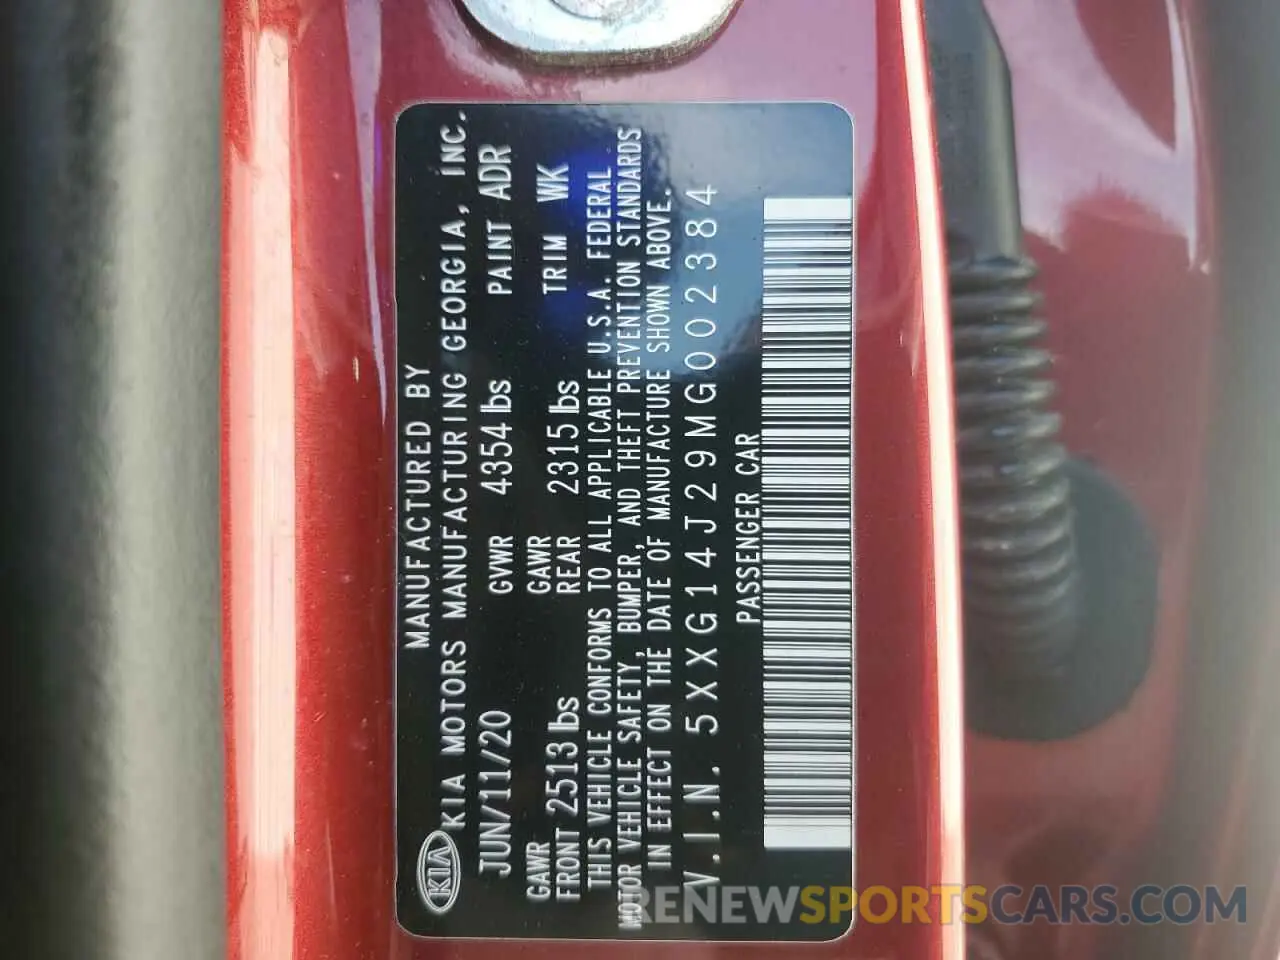 MANUFACTURED BY
KIA KIA MOTORS MANUFACTURING GEORGIA, INC.
JUN/11/20 GVWR 4354 lbs PAINT ADR
GAWR GAWR
FRONT 2513 lbs REAR 2315 lbs TRIM WK
THIS VEHICLE CONFORMS TO ALL APPLICABLE U.S.A. FEDERAL
MOTOR VEHICLE SAFETY, BUMPER, AND THEFT PREVENTION STANDARDS
IN EFFECT ON THE DATE OF MANUFACTURE SHOWN ABOVE.
V.I.N. 5XXG14J29MG002384
PASSENGER CAR
RENEWSPORTSCARS.COM